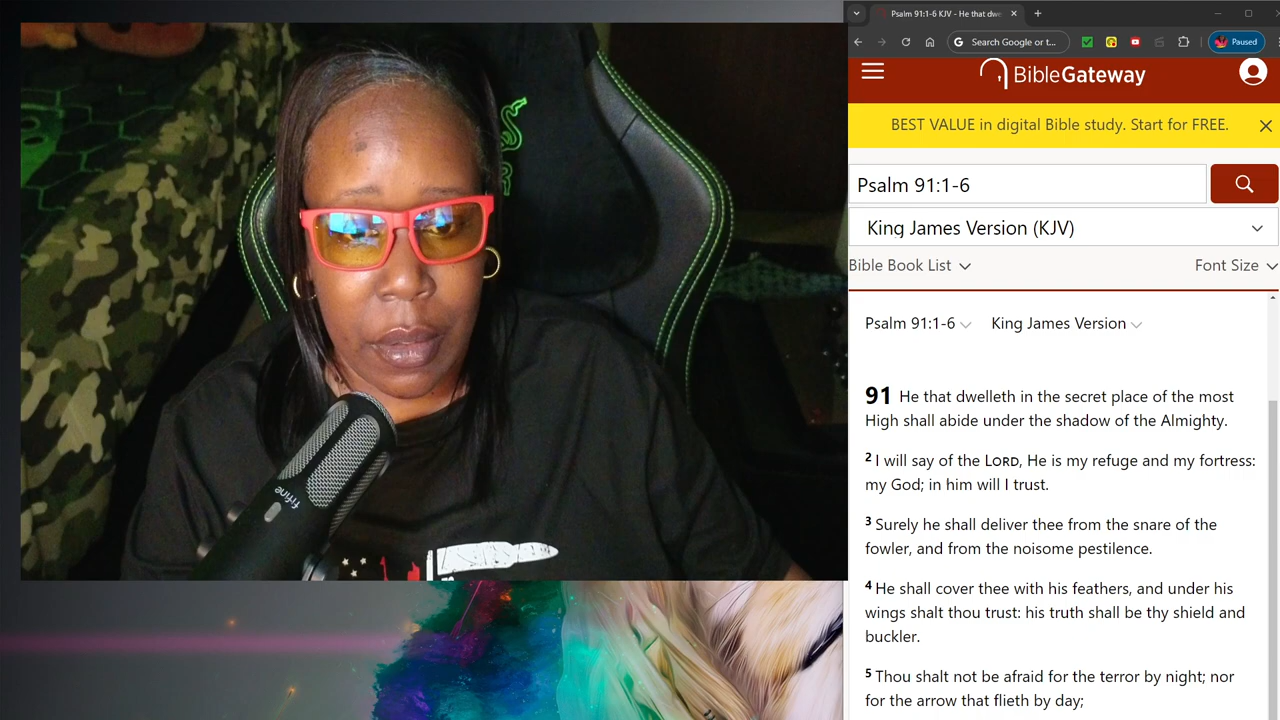 Psalm 91:1-6 KJV - He that dwe
Search Google or t...
Paused
BibleGateway
BEST VALUE in digital Bible study. Start for FREE.
Psalm 91:1-6
King James Version (KJV)
Bible Book List
Font Size
Psalm 91:1-6
King James Version
91 He that dwelleth in the secret place of the most
High shall abide under the shadow of the Almighty.
2 I will say of the LORD, He is my refuge and my fortress:
my God; in him will I trust.
3 Surely he shall deliver thee from the snare of the
fowler, and from the noisome pestilence.
4 He shall cover thee with his feathers, and under his
wings shalt thou trust: his truth shall be thy shield and
buckler.
5 Thou shalt not be afraid for the terror by night; nor
for the arrow that flieth by day;
fifine